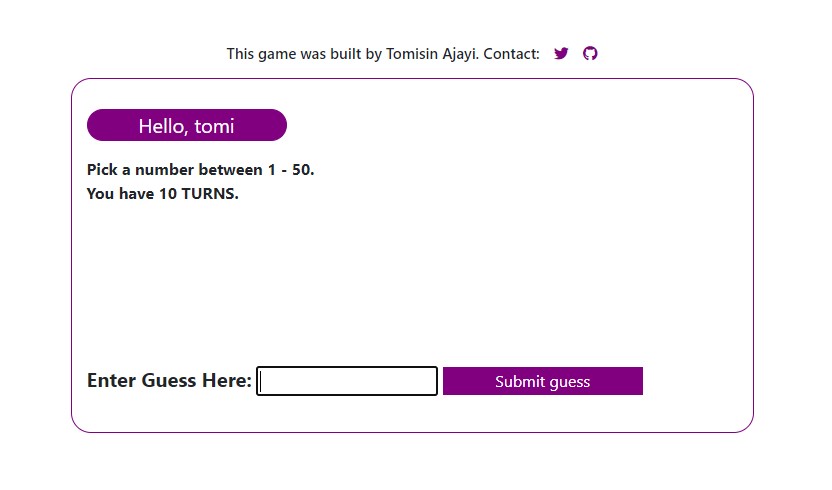 This game was built by Tomisin Ajayi. Contact:
Hello, tomi
Pick a number between 1 - 50.
You have 10 TURNS.
Enter Guess Here: Submit guess